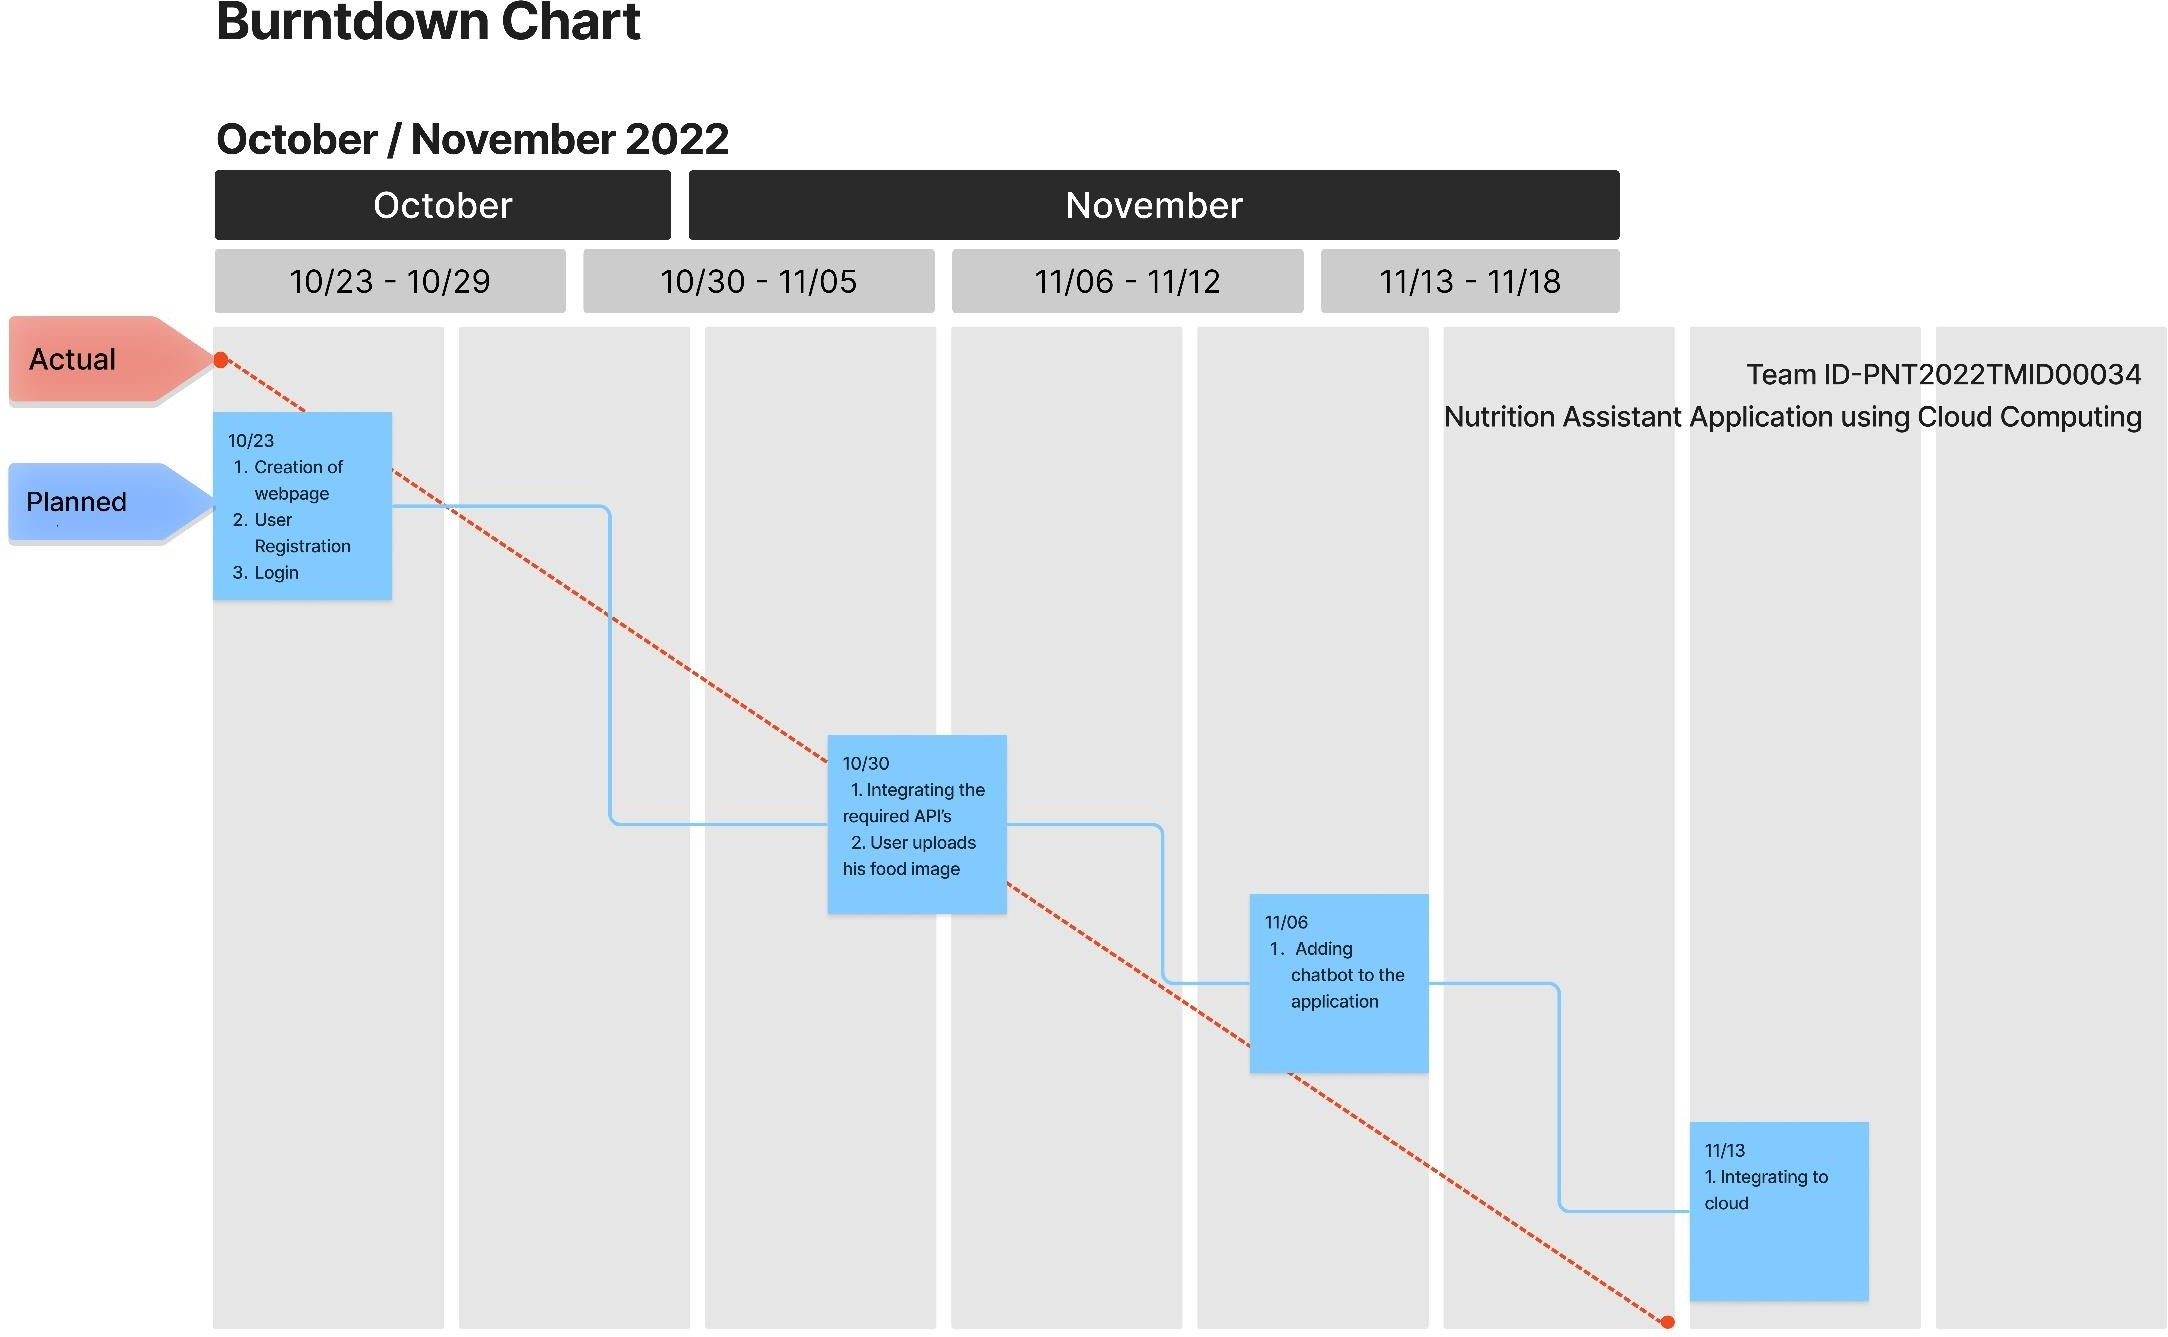 Burntdown Chart
October / November 2022
October
November
10/23 - 10/29
10/30 - 11/05
11/06 - 11/12
11/13 - 11/18
Actual
Team ID-PNT2022TMID00034
Nutrition Assistant Application using Cloud Computing
Planned
10/23
1. Creation of
webpage
2. User
Registration
3. Login
10/30
1. Integrating the
required API's
2. User uploads
his food image
11/06
1. Adding
chatbot to the
application
11/13
1. Integrating to
cloud